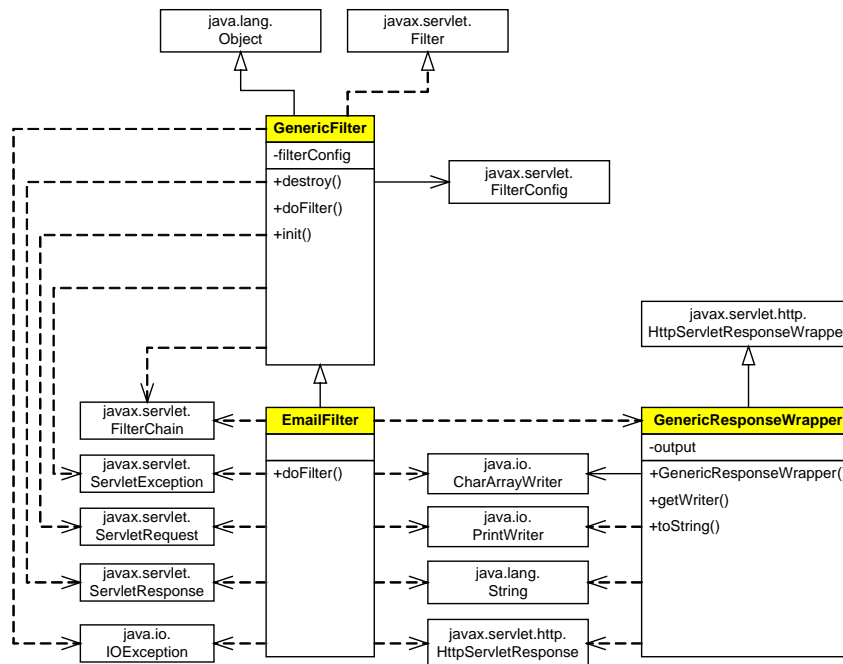 java.lang.
Object
javax.servlet.
Filter
GenericFilter
-filterConfig
+destroy()
+doFilter()
+init()
javax.servlet.
FilterConfig
javax.servlet.http.
HttpServletResponseWrapper
javax.servlet.
FilterChain
EmailFilter
+doFilter()
GenericResponseWrapper
-output
+GenericResponseWrapper()
+getWriter()
+toString()
javax.servlet.
ServletException
java.io.
CharArrayWriter
javax.servlet.
ServletRequest
java.io.
PrintWriter
javax.servlet.
ServletResponse
java.lang.
String
java.io.
IOException
javax.servlet.http.
HttpServletResponse